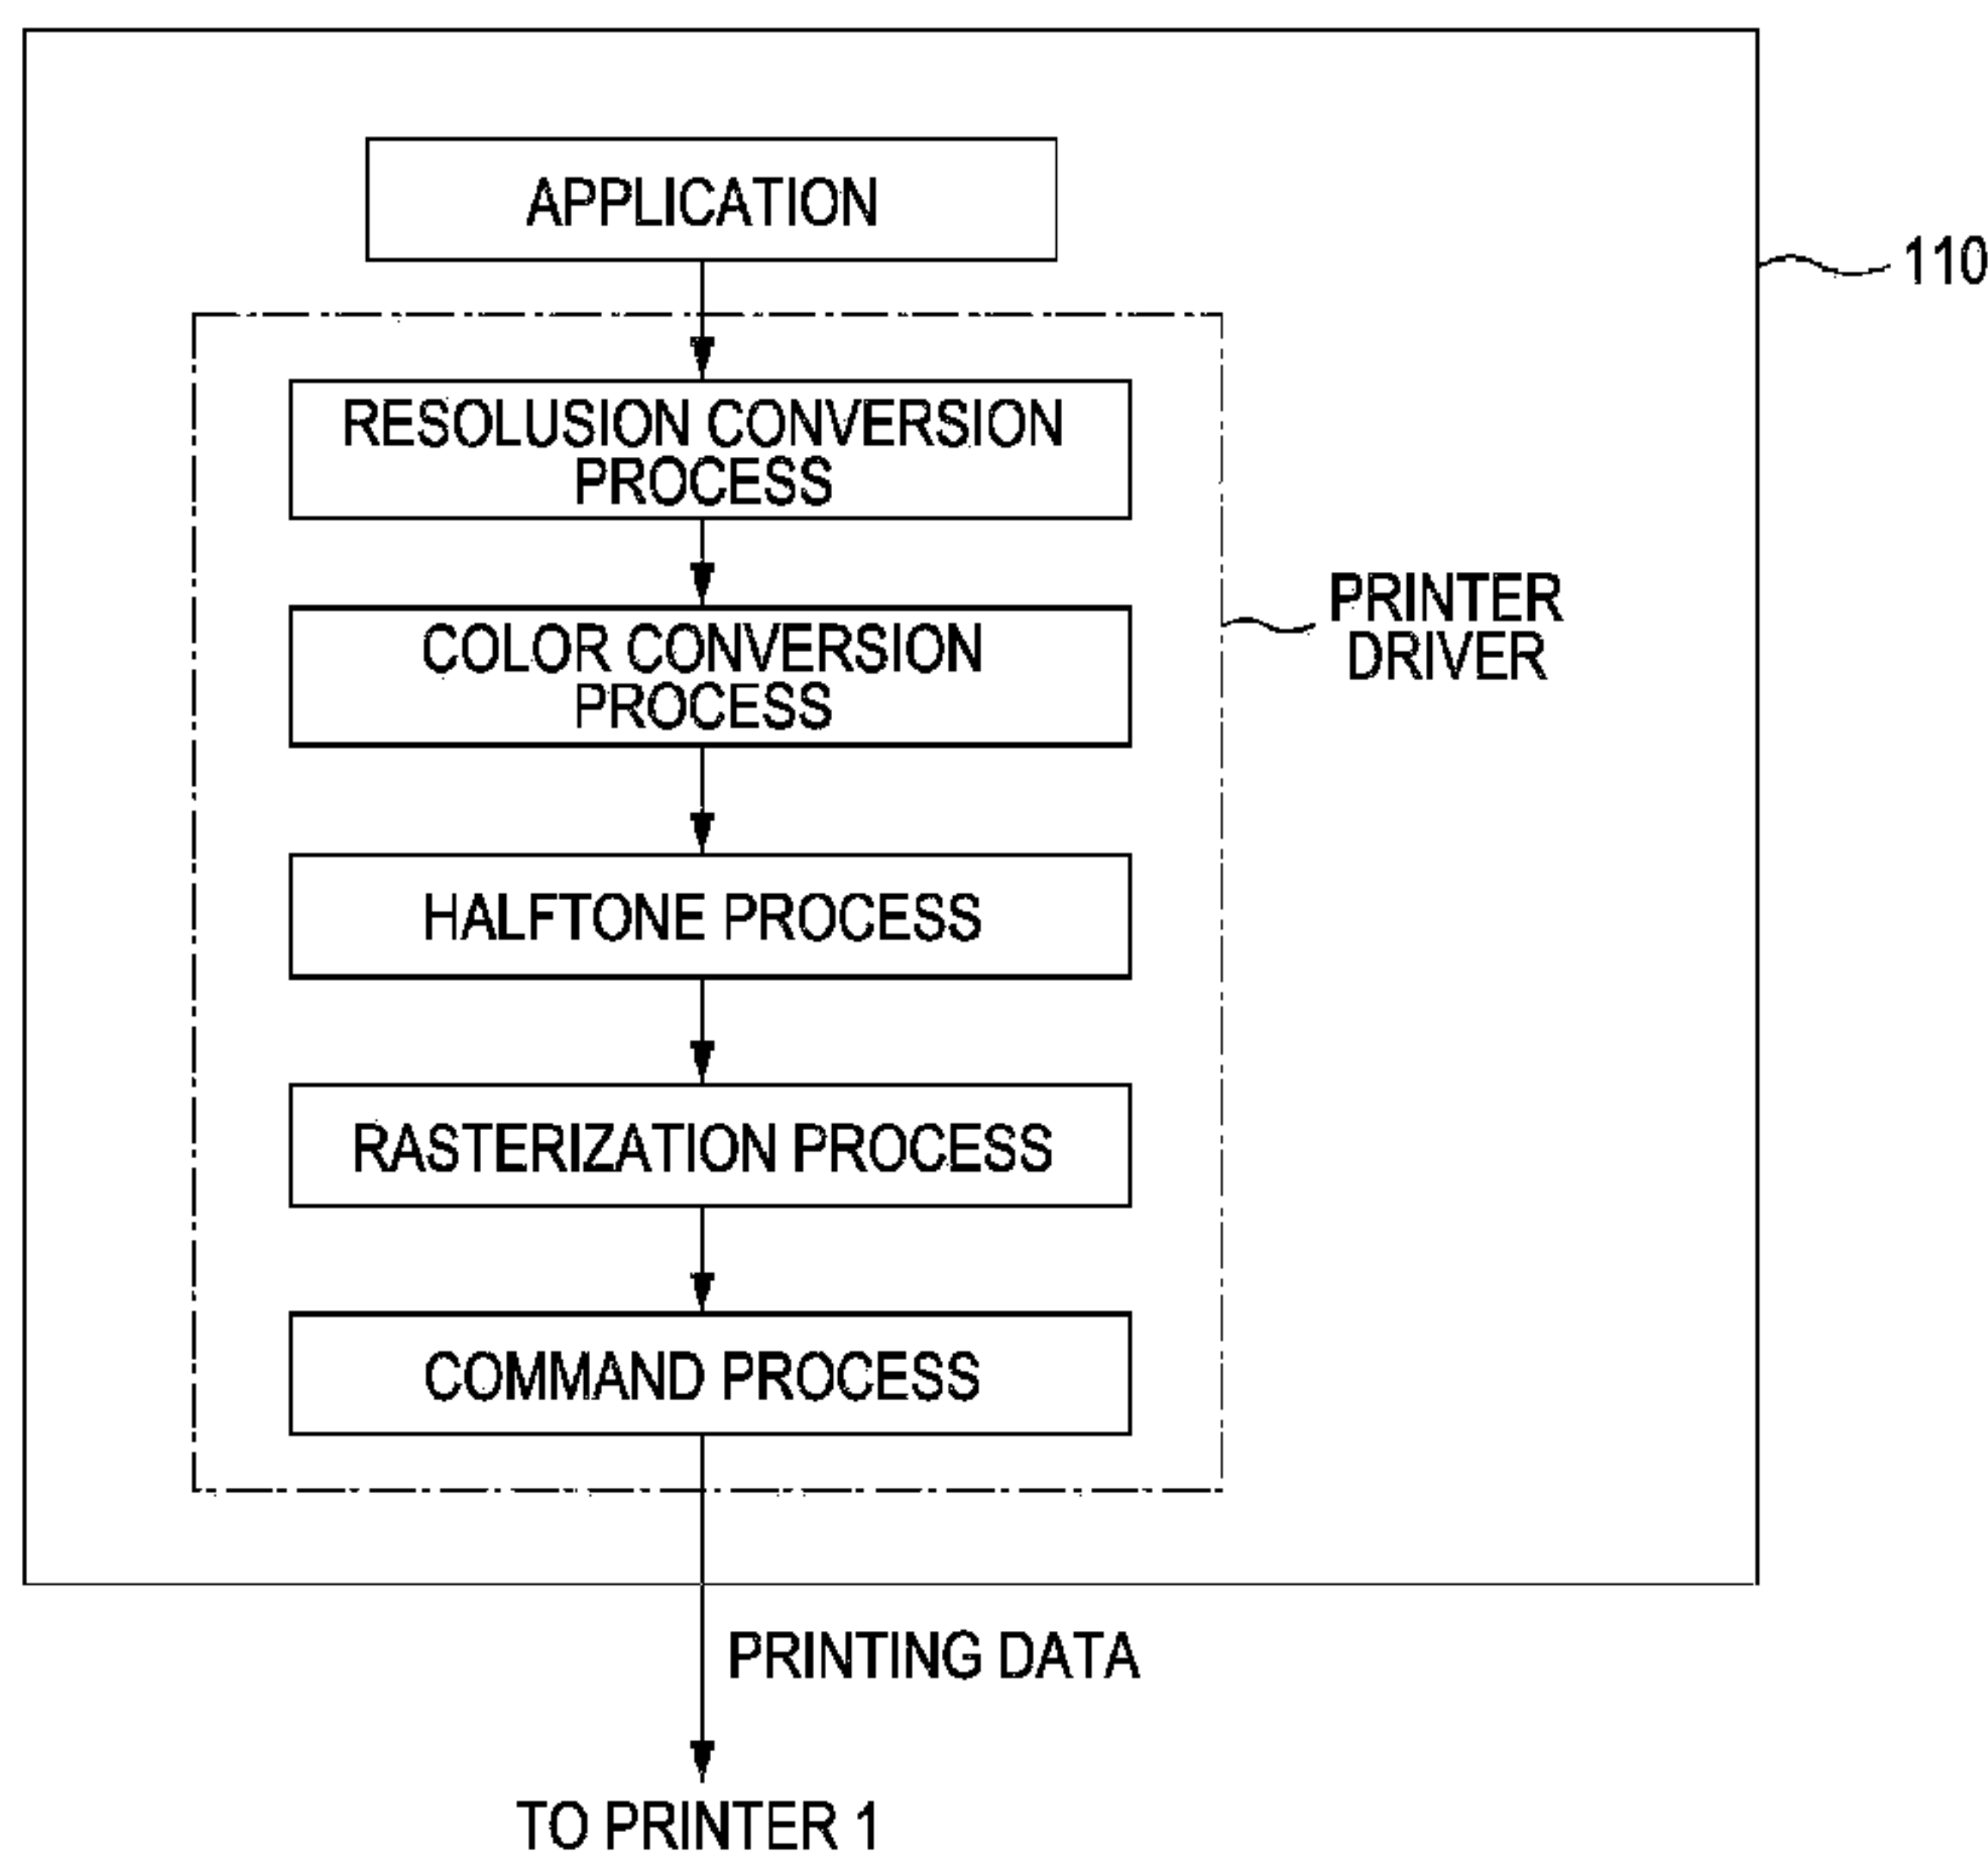 APPLICATION
110
RESOLUSION CONVERSION
PROCESS
COLOR CONVERSION
PROCESS
PRINTER
DRIVER
HALFTONE PROCESS
RASTERIZATION PROCESS
COMMAND PROCESS
PRINTING DATA
TO PRINTER 1